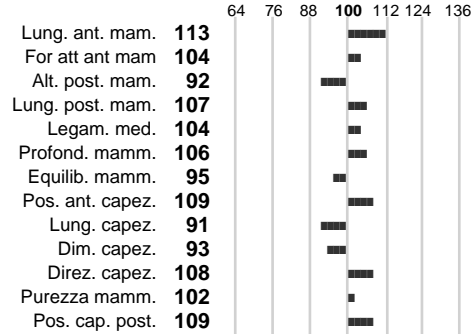 64 76 88 100 112 124 136
Lung. ant. mam. 113
For att ant mam 104
Alt. post. mam. 92
Lung. post. mam. 107
Legam. med. 104
Profond. mamm. 106
Equilib. mamm. 95
Pos. ant. capez. 109
Lung. capez. 91
Dim. capez. 93
Direz. capez. 108
Purezza mamm. 102
Pos. cap. post. 109